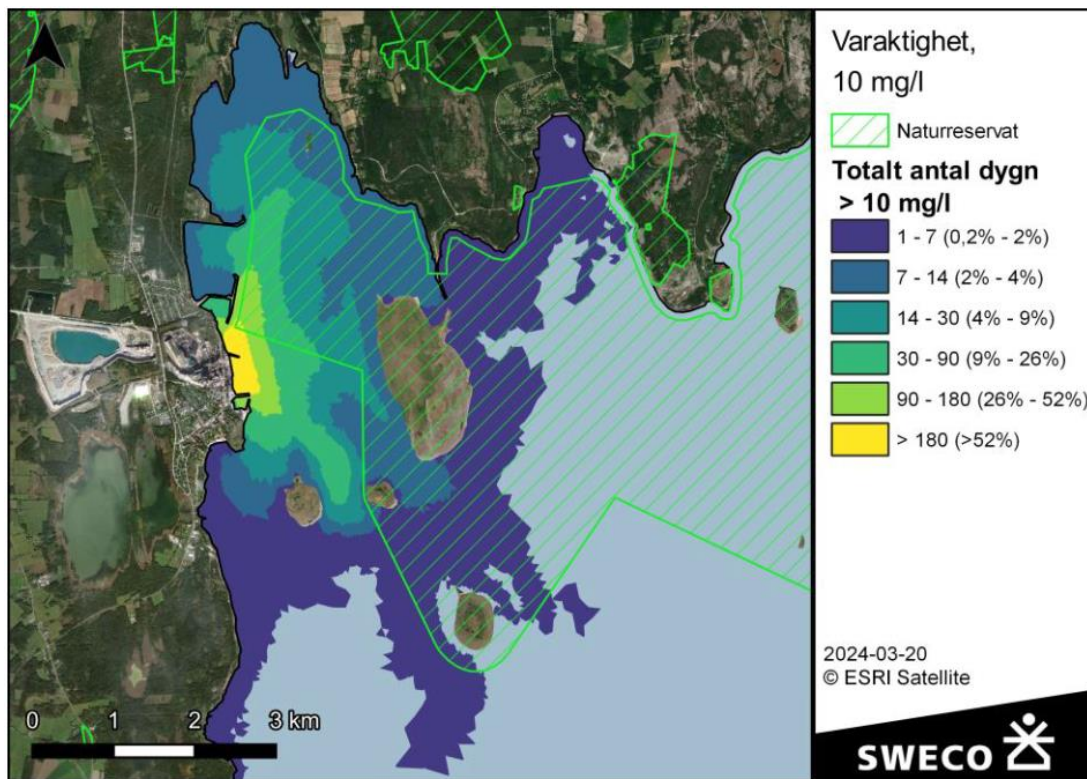 Varaktighet,
10 mg/l
Naturreservat
Totalt antal dygn
> 10 mg/l
1 - 7 (0,2% - 2%)
7 - 14 (2% - 4%)
14 - 30 (4% - 9%)
30 - 90 (9% - 26%)
90 - 180 (26% - 52%)
> 180 (>52%)
2024-03-20
© ESRI Satellite
SWECO
0 1 2 3 km